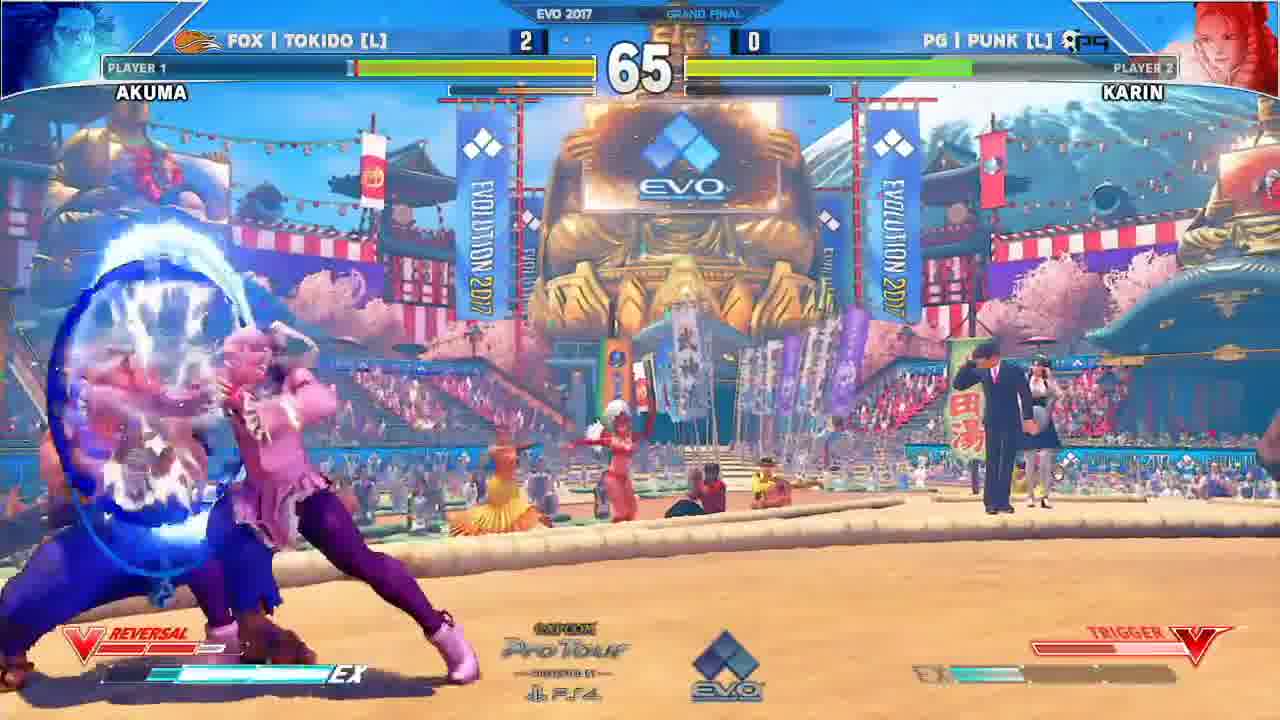 EVO 2017 GRAND FINAL
FOX | TOKIDO [L] 2 0 PG | PUNK [L] PG
PLAYER 1 65 PLAYER 2
AKUMA KARIN
EVO
EVOLUTION 2017
EVOLUTION 2017
REVERSAL
TRIGGER
EX
EX
CAPCOM
Pro Tour
PS4
EVO